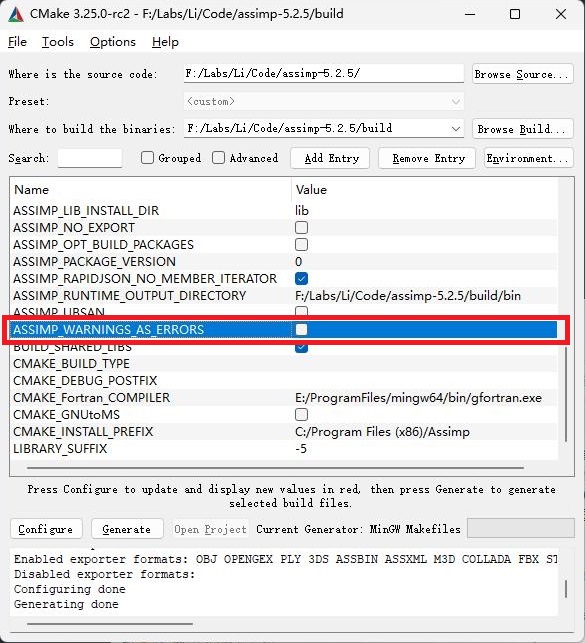 CMake 3.25.0-rc2 - F:/Labs/Li/Code/assimp-5.2.5/build
File Tools Options Help
Where is the source code: F:/Labs/Li/Code/assimp-5.2.5/ Browse Source...
Preset: <custom>
Where to build the binaries: F:/Labs/Li/Code/assimp-5.2.5/build Browse Build...
Search: Grouped Advanced Add Entry Remove Entry Environment...
Name Value
ASSIMP_LIB_INSTALL_DIR lib
ASSIMP_NO_EXPORT
ASSIMP_OPT_BUILD_PACKAGES
ASSIMP_PACKAGE_VERSION 0
ASSIMP_RAPIDJSON_NO_MEMBER_ITERATOR
ASSIMP_RUNTIME_OUTPUT_DIRECTORY F:/Labs/Li/Code/assimp-5.2.5/build/bin
ASSIMP_UBSAN
ASSIMP_WARNINGS_AS_ERRORS
BUILD_SHARED_LIBS
CMAKE_BUILD_TYPE
CMAKE_DEBUG_POSTFIX
CMAKE_Fortran_COMPILER E:/ProgramFiles/mingw64/bin/gfortran.exe
CMAKE_GNUtoMS
CMAKE_INSTALL_PREFIX C:/Program Files (x86)/Assimp
LIBRARY_SUFFIX -5
Press Configure to update and display new values in red, then press Generate to generate
selected build files.
Configure Generate Open Project Current Generator: MinGW Makefiles
Enabled exporter formats: OBJ OPENGEX PLY 3DS ASSBIN ASSXML M3D COLLADA FBX ST
Disabled exporter formats:
Configuring done
Generating done